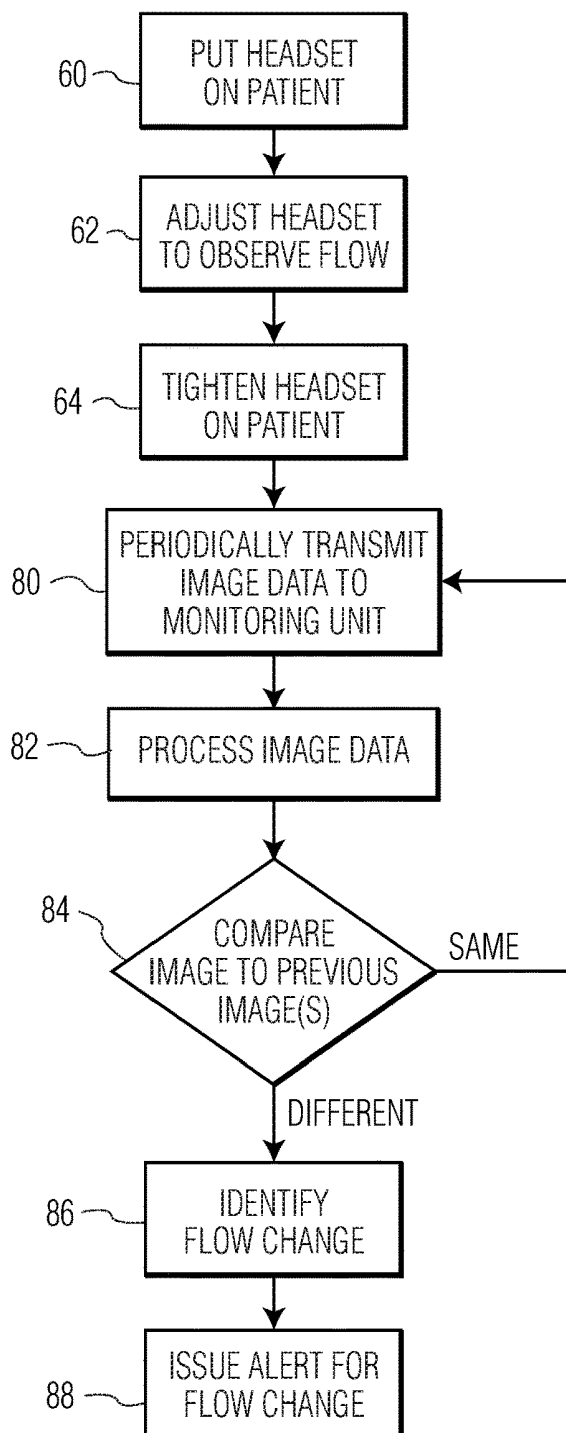 60
PUT HEADSET
ON PATIENT
62
ADJUST HEADSET
TO OBSERVE FLOW
64
TIGHTEN HEADSET
ON PATIENT
80
PERIODICALLY TRANSMIT
IMAGE DATA TO
MONITORING UNIT
82
PROCESS IMAGE DATA
84
COMPARE
IMAGE TO PREVIOUS
IMAGE(S)
SAME
DIFFERENT
86
IDENTIFY
FLOW CHANGE
88
ISSUE ALERT FOR
FLOW CHANGE